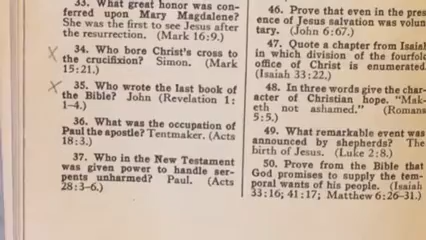 33. What great honor was con-
ferred upon Mary Magdalene?
She was the first to see Jesus after
the resurrection. (Mark 16:9.)
34. Who bore Christ's cross to
the crucifixion? Simon. (Mark
15:21.)
35. Who wrote the last book of
the Bible? John (Revelation 1:
1-4.)
36. What was the occupation of
Paul the apostle? Tentmaker. (Acts
18:3.)
37. Who in the New Testament
was given power to handle ser-
pents unharmed? Paul. (Acts
28:3-6.)
46. Prove that even in the pres
ence of Jesus salvation was volun
tary. (John 6:67.)
47. Quote a chapter from Isaiah
in which division of the fourfold
office of Christ is enumerated
(Isaiah 33:22.)
48. In three words give the char-
acter of Christian hope. "Mak-
eth not ashamed." (Romans
5:5.)
49. What remarkable event was
announced by shepherds? The
birth of Jesus. (Luke 2:8.)
50. Prove from the Bible that
God promises to supply the tem-
poral wants of his people. (Isaiah
33:16; 41:17; Matthew 6:26-31.)